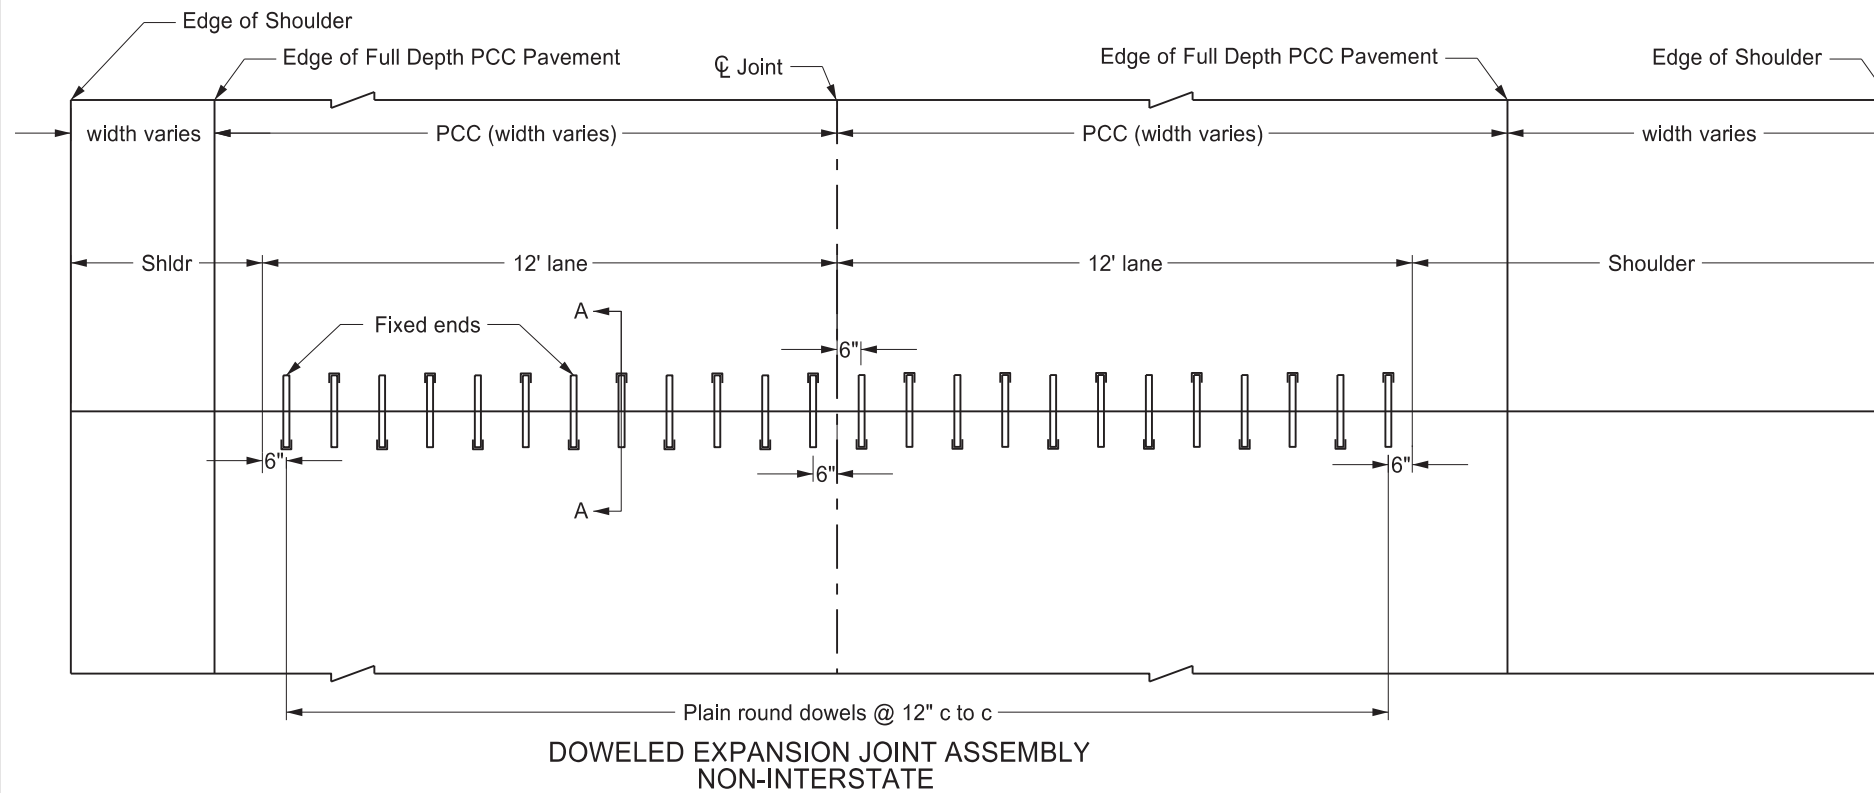 Edge of Shoulder
Edge of Full Depth PCC Pavement
℄ Joint
Edge of Full Depth PCC Pavement
Edge of Shoulder
width varies
PCC (width varies)
PCC (width varies)
width varies
Shldr
12' lane
12' lane
Shoulder
A
Fixed ends
6"
6"
6"
6"
A
Plain round dowels @ 12" c to c
DOWELED EXPANSION JOINT ASSEMBLY
NON-INTERSTATE